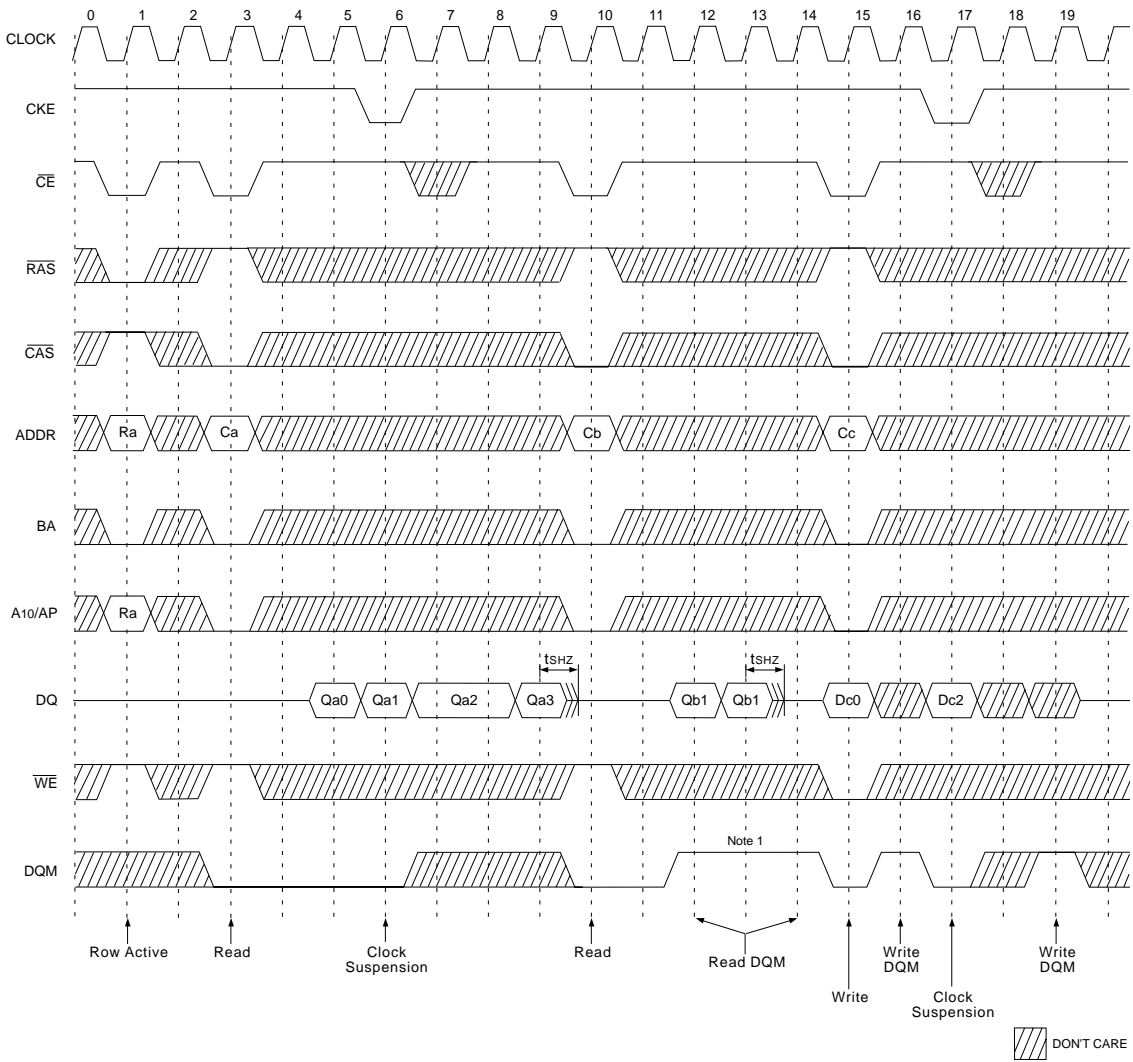 0 1 2 3 4 5 6 7 8 9 10 11 12 13 14 15 16 17 18 19
CLOCK
CKE
CE
RAS
CAS
ADDR Ra Ca Cb Cc
BA
A10/AP Ra
tSHZ tSHZ
DQ Qa0 Qa1 Qa2 Qa3 Qb1 Qb1 Dc0 Dc2
WE
Note 1
DQM
Row Active Read Clock Suspension Read Read DQM Write Write DQM Clock Suspension Write DQM
DON'T CARE